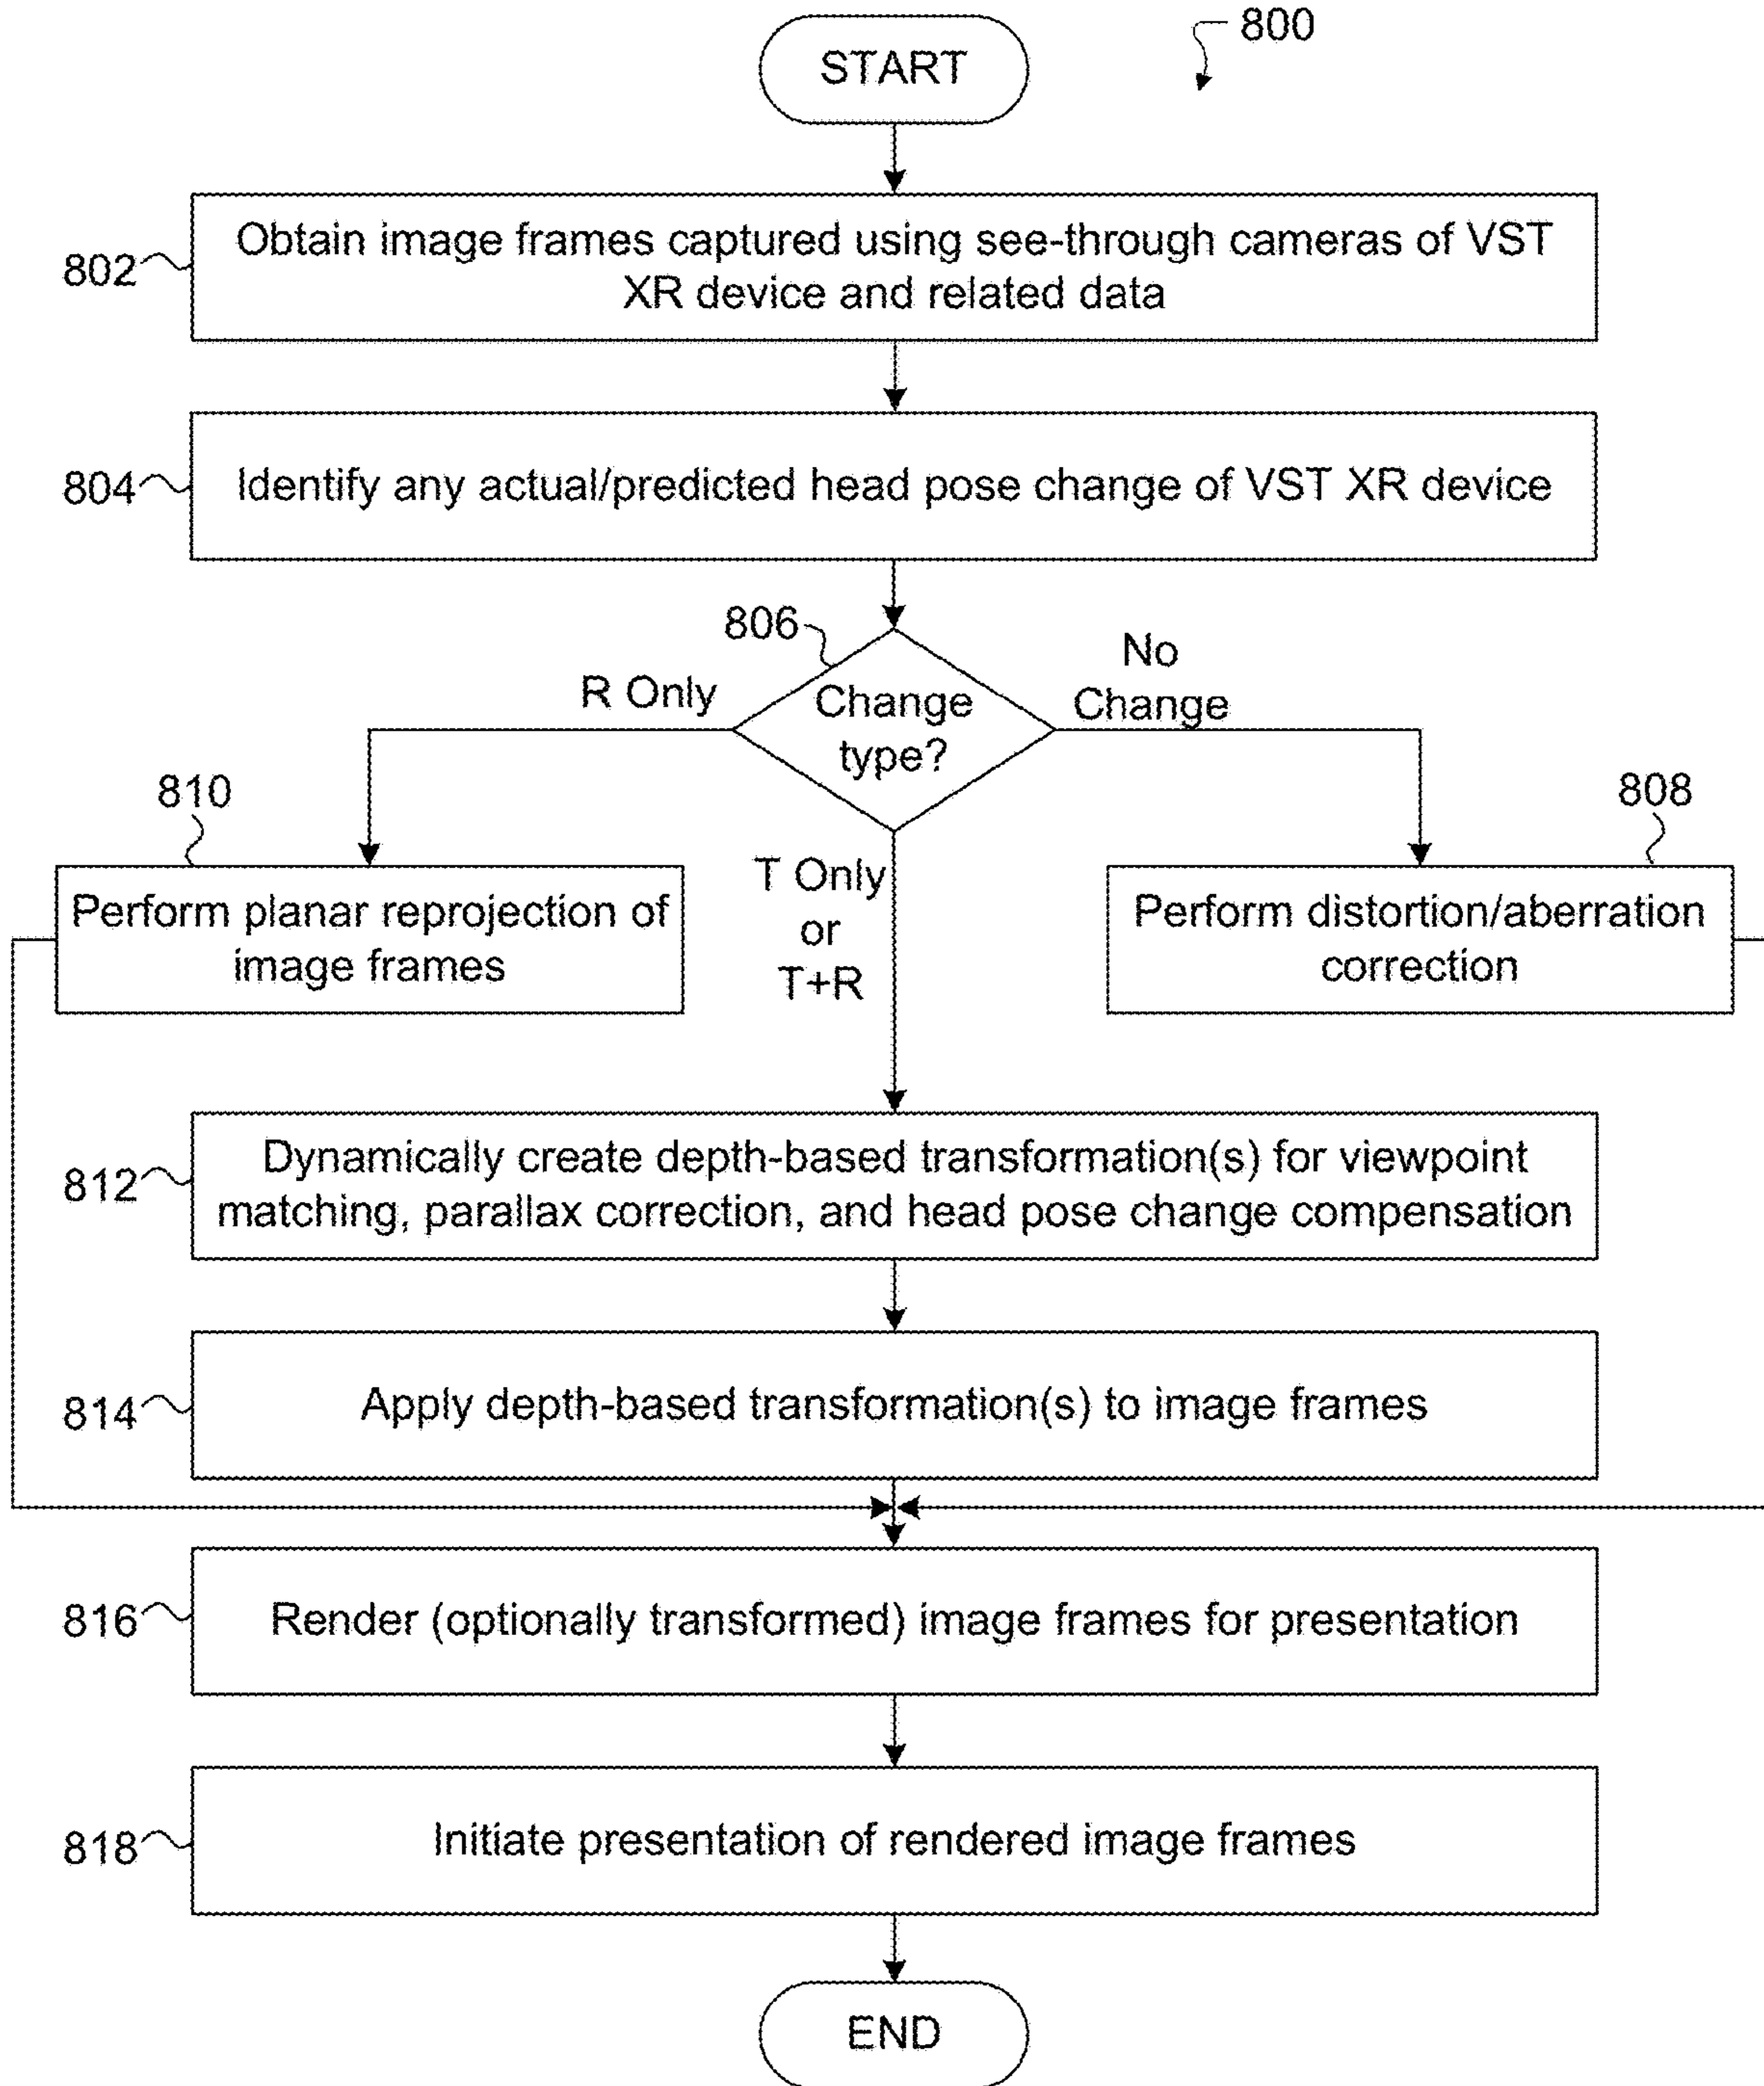 800
START
802
Obtain image frames captured using see-through cameras of VST
XR device and related data
804
Identify any actual/predicted head pose change of VST XR device
806
Change
type?
R Only
No
Change
T Only
or
T+R
810
Perform planar reprojection of
image frames
808
Perform distortion/aberration
correction
812
Dynamically create depth-based transformation(s) for viewpoint
matching, parallax correction, and head pose change compensation
814
Apply depth-based transformation(s) to image frames
816
Render (optionally transformed) image frames for presentation
818
Initiate presentation of rendered image frames
END